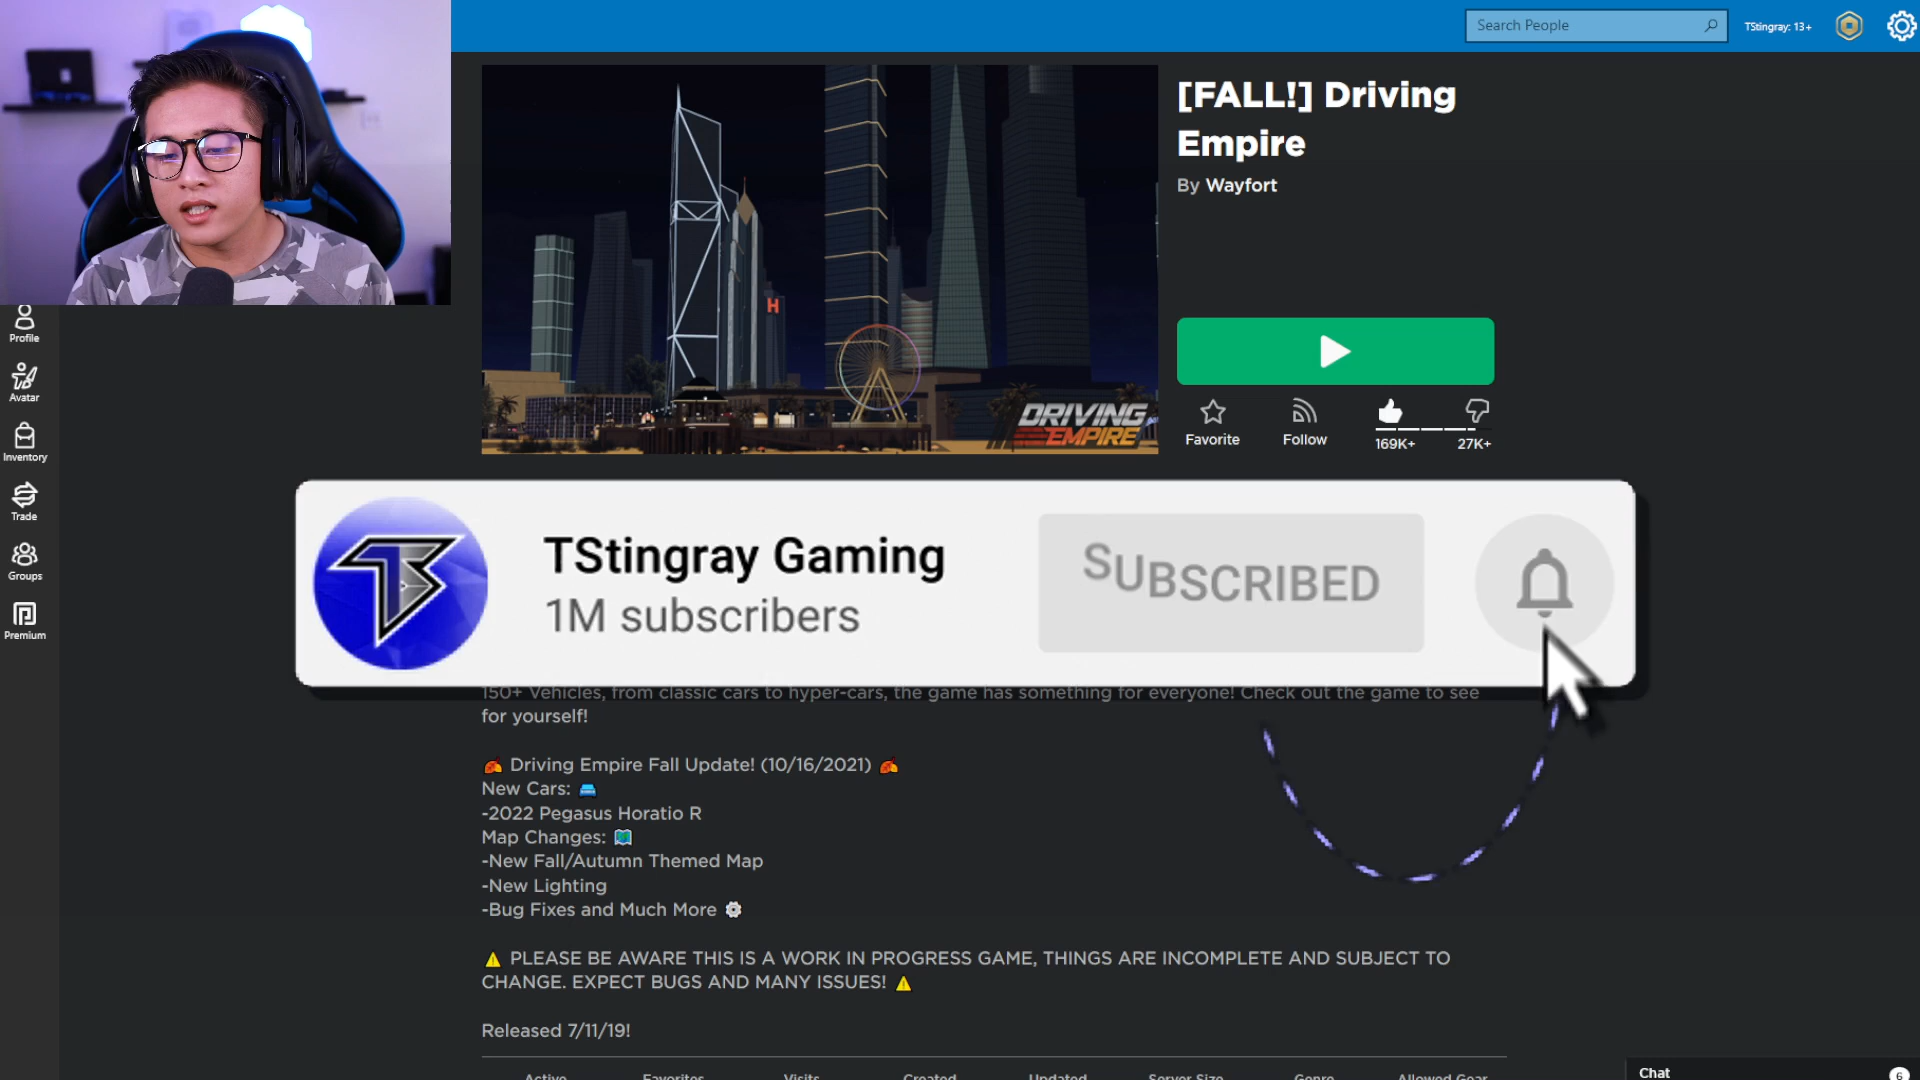 Search People
TStingray: 13+
[FALL!] Driving
Empire
By Wayfort
H
DRIVING
EMPIRE
Favorite
Follow
169K+
27K+
Profile
Avatar
Inventory
Trade
Groups
Premium
TStingray Gaming
1M subscribers
SUBSCRIBED
150+ Vehicles, from classic cars to hyper-cars, the game has something for everyone! Check out the game to see
for yourself!
🍂 Driving Empire Fall Update! (10/16/2021) 🍂
New Cars: 🚘
-2022 Pegasus Horatio R
Map Changes: 🗺
-New Fall/Autumn Themed Map
-New Lighting
-Bug Fixes and Much More ⚙
⚠ PLEASE BE AWARE THIS IS A WORK IN PROGRESS GAME, THINGS ARE INCOMPLETE AND SUBJECT TO
CHANGE. EXPECT BUGS AND MANY ISSUES! ⚠
Released 7/11/19!
Active Favorites Visits Created Updated Server Size Genre Allowed Gear
Chat
6